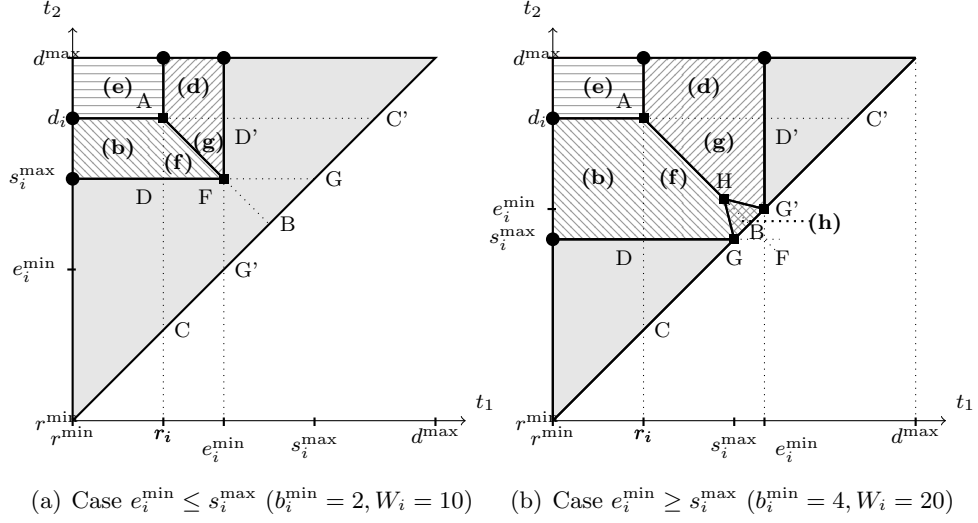 t₂ t₂
d^max (e) (d) d^max (e) (d)
A A
d_i D' C' d_i D' C'
(b) (g) (g)
(f) (b) (f)
s_i^max H
D F G e_i^min G'
B s_i^max B (h)
e_i^min G' D G F
C C
r^min t₁ r^min t₁
r^min r_i e_i^min s_i^max d^max r^min r_i s_i^max e_i^min d^max
(a) Case e_i^min ≤ s_i^max (b_i^min = 2, W_i = 10) (b) Case e_i^min ≥ s_i^max (b_i^min = 4, W_i = 20)